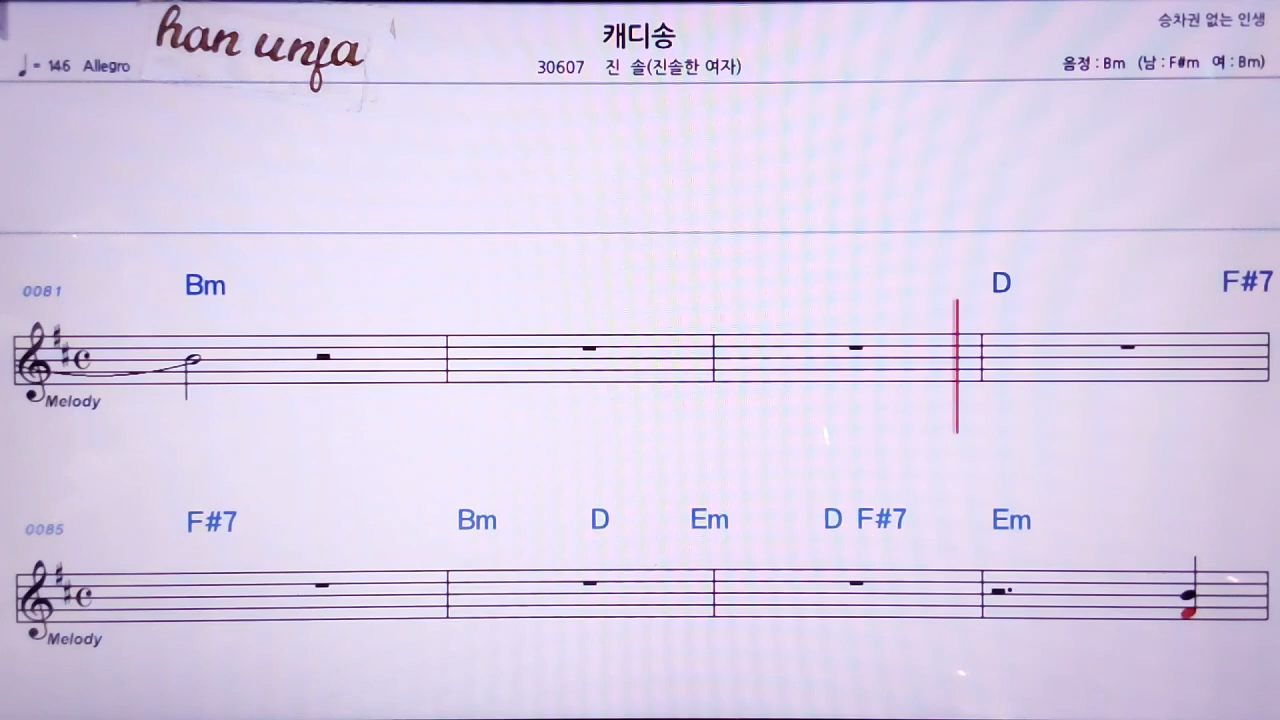 han unfa
캐디송
승차권 없는 인생
♩ = 146 Allegro
30607 진 솔(진솔한 여자)
음정 : Bm (남 : F#m 여 : Bm)
0081 Bm D F#7
Melody
0085 F#7 Bm D Em D F#7 Em
Melody